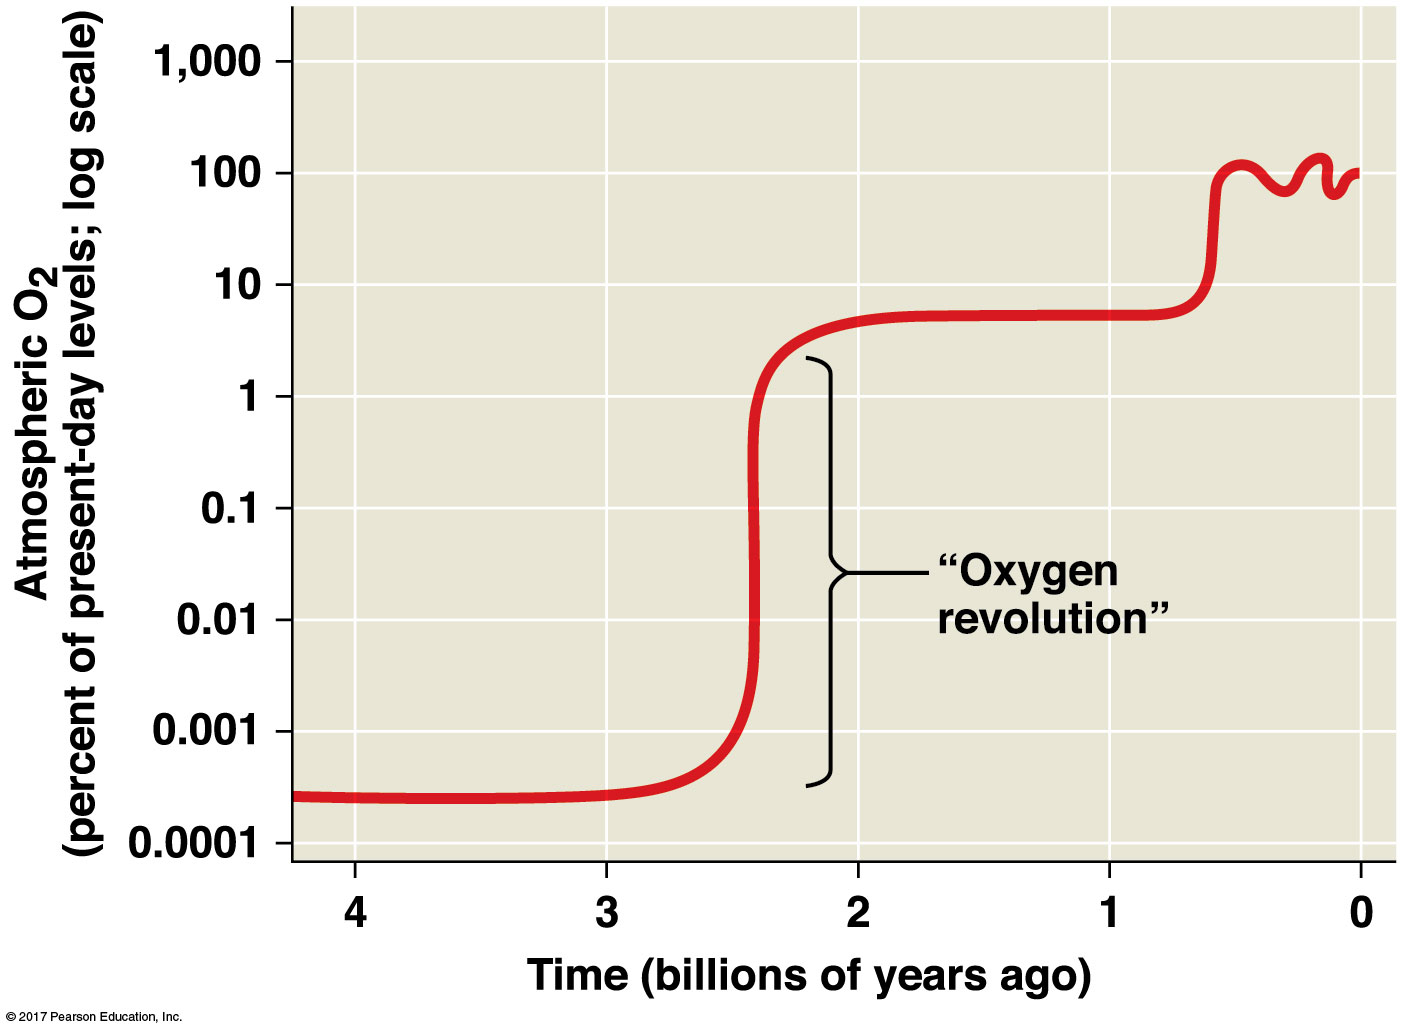 Atmospheric O₂
(percent of present-day levels; log scale)
1,000
100
10
1
0.1
0.01
0.001
0.0001
“Oxygen
revolution”
4 3 2 1 0
Time (billions of years ago)
© 2017 Pearson Education, Inc.